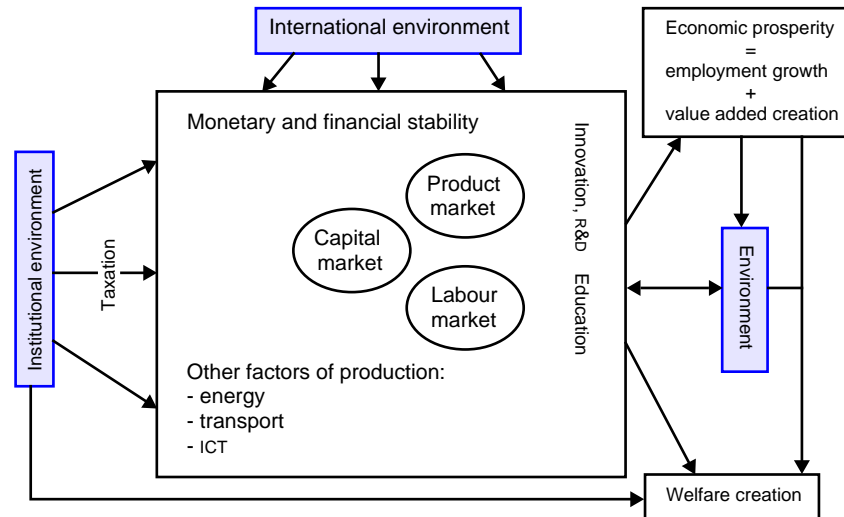 International environment
Economic prosperity
=
employment growth
+
value added creation
Monetary and financial stability
Innovation, R&D
Education
Product
market
Capital
market
Labour
market
Institutional environment
Taxation
Environment
Other factors of production:
- energy
- transport
- ICT
Welfare creation